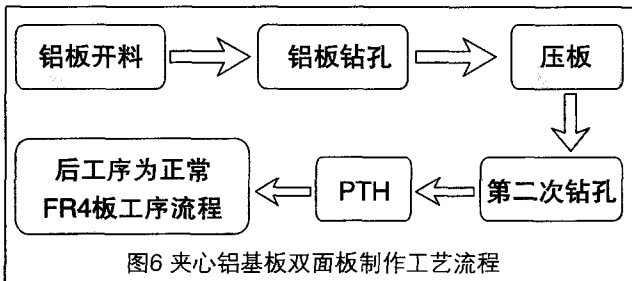 铝板开料
铝板钻孔
压板
第二次钻孔
PTH
后工序为正常
FR4板工序流程
图6 夹心铝基板双面板制作工艺流程